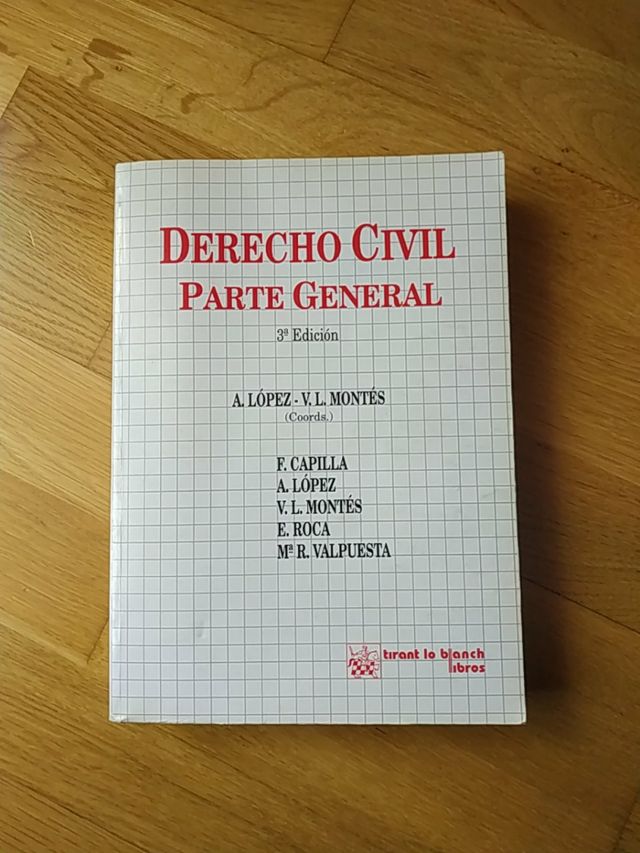 DERECHO CIVIL
PARTE GENERAL
3ª Edición
A. LÓPEZ - V. L. MONTÉS
(Coords.)
F. CAPILLA
A. LÓPEZ
V. L. MONTÉS
E. ROCA
Mª R. VALPUESTA
tirant lo blanch
libros